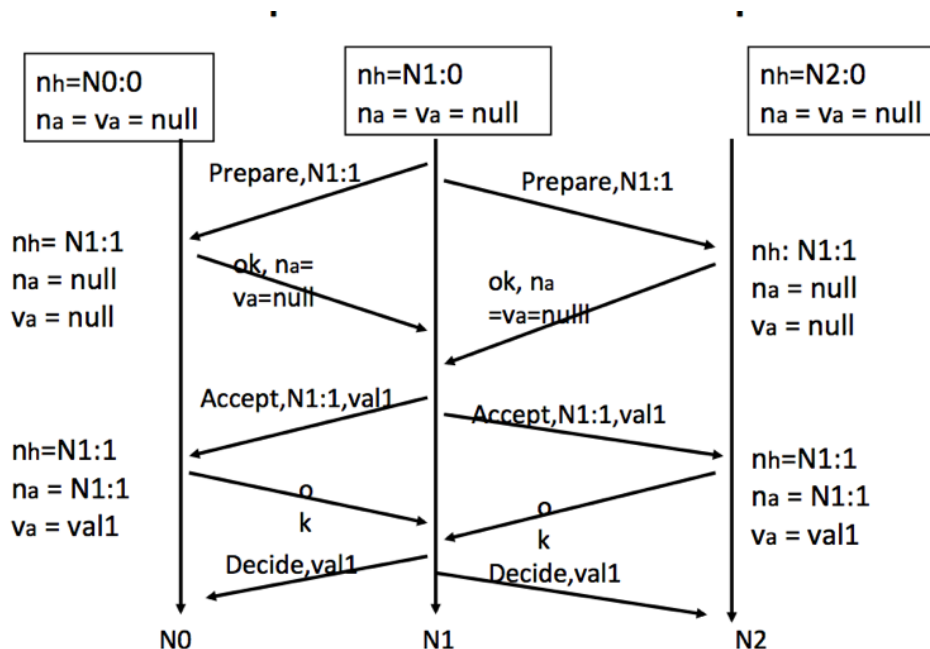 nh=N0:0
na = va = null
nh=N1:0
na = va = null
nh=N2:0
na = va = null
Prepare,N1:1
Prepare,N1:1
nh= N1:1
na = null
va = null
ok, na=
va=null
ok, na
=va=nulll
nh: N1:1
na = null
va = null
Accept,N1:1,val1
Accept,N1:1,val1
nh=N1:1
na = N1:1
va = val1
o
k
o
k
nh=N1:1
na = N1:1
va = val1
Decide,val1
Decide,val1
N0
N1
N2